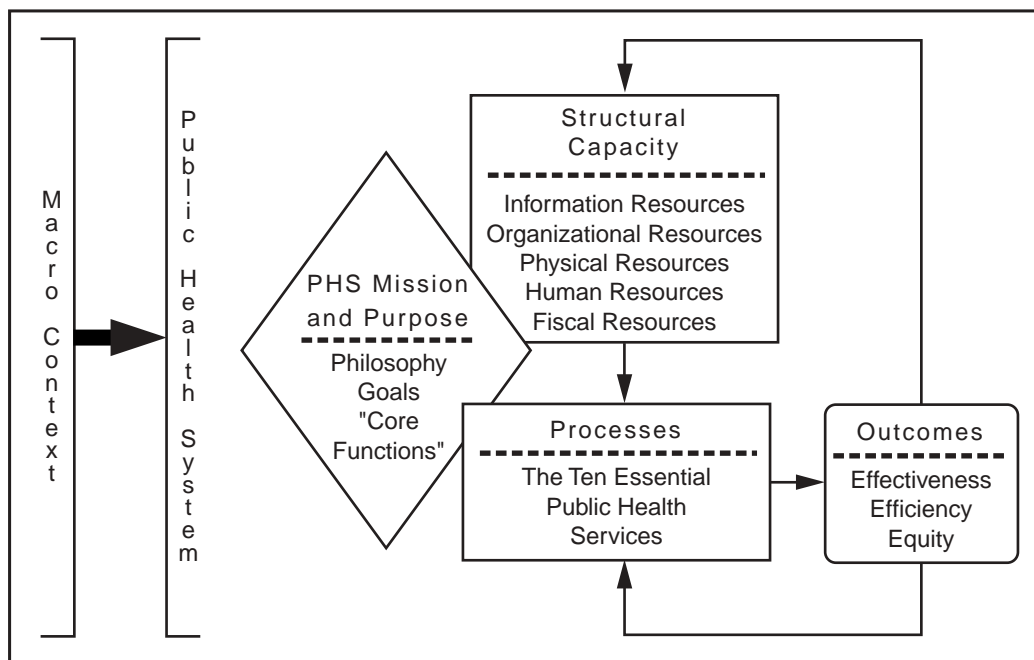 Macro Context
Public Health System
PHS Mission
and Purpose
Philosophy
Goals
"Core
Functions"
Structural
Capacity
Information Resources
Organizational Resources
Physical Resources
Human Resources
Fiscal Resources
Processes
The Ten Essential
Public Health
Services
Outcomes
Effectiveness
Efficiency
Equity